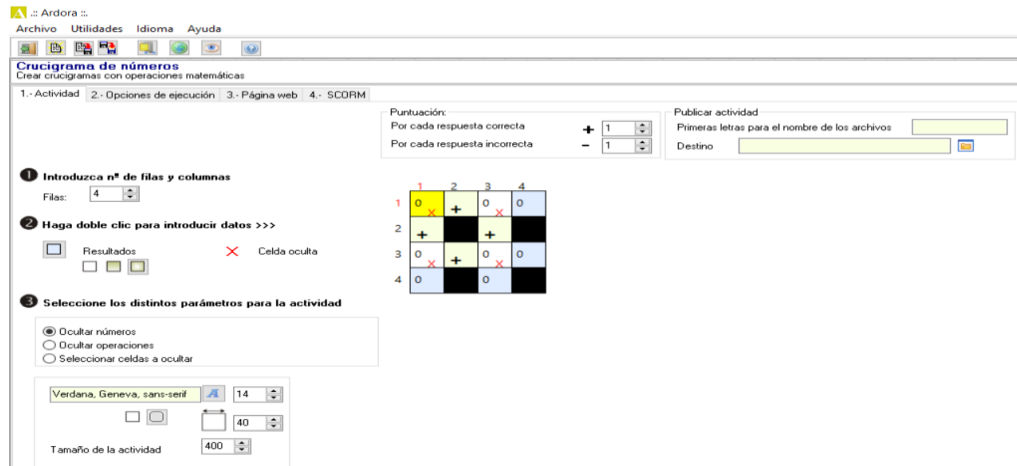 .:: Ardora ::.
Archivo Utilidades Idioma Ayuda
Crucigrama de números
Crear crucigramas con operaciones matemáticas
1.- Actividad 2.- Opciones de ejecución 3.- Página web 4.- SCORM
Puntuación:
Por cada respuesta correcta + 1
Por cada respuesta incorrecta - 1
Publicar actividad
Primeras letras para el nombre de los archivos
Destino
1 Introduzca nº de filas y columnas
Filas: 4
2 Haga doble clic para introducir datos >>>
Resultados X Celda oculta
3 Seleccione los distintos parámetros para la actividad
Ocultar números
Ocultar operaciones
Seleccionar celdas a ocultar
Verdana, Geneva, sans-serif A 14
40
Tamaño de la actividad 400
1 2 3 4
1 0 x + 0 x 0
2 + +
3 0 x + 0 x 0
4 0 0